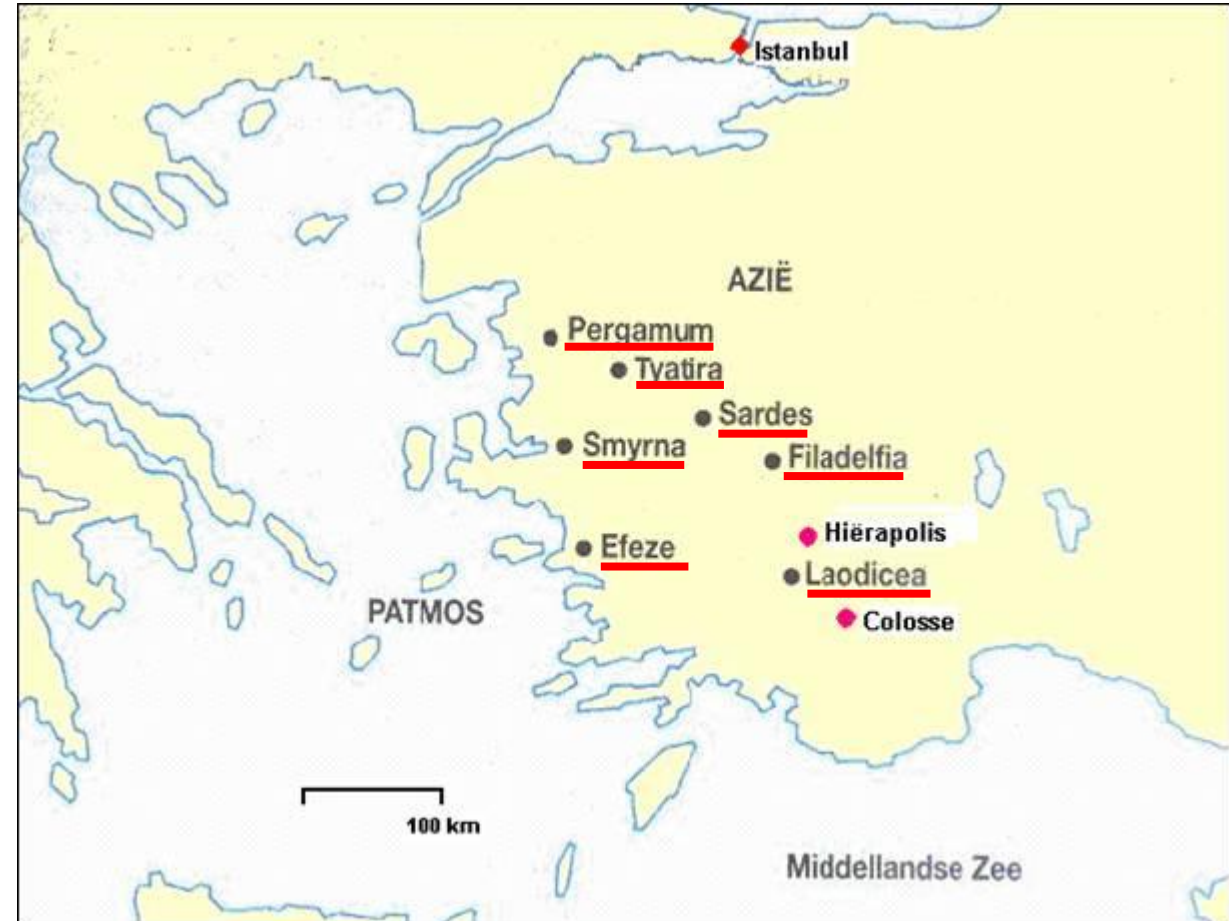 Istanbul
AZIË
Pergamum
Tyatira
Sardes
Smyrna
Filadelfia
Hiërapolis
Efeze
Laodicea
PATMOS
Colosse
100 km
Middellandse Zee